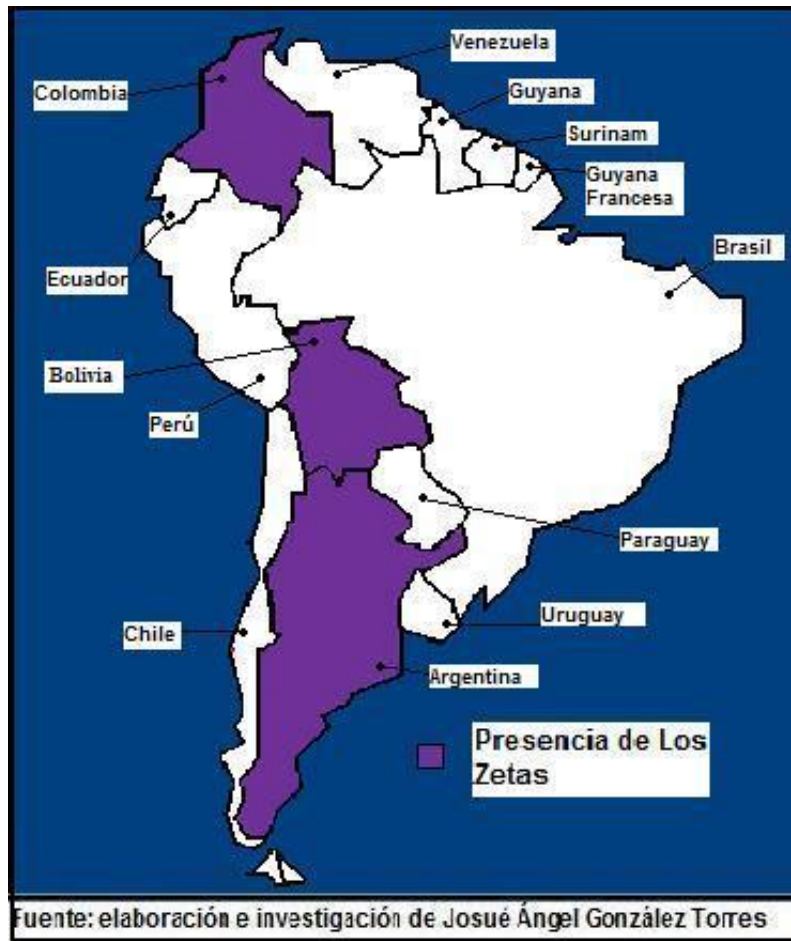 Venezuela
Colombia
Guyana
Surinam
Guyana
Francesa
Brasil
Ecuador
Bolivia
Perú
Paraguay
Chile
Uruguay
Argentina
Presencia de Los
Zetas
Fuente: elaboración e investigación de Josué Ángel González Torres